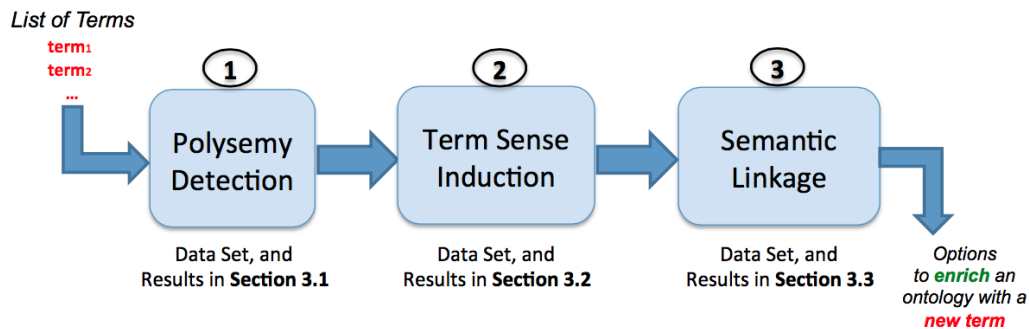 List of Terms
term1
term2
...
1
Polysemy
Detection
Data Set, and
Results in Section 3.1
2
Term Sense
Induction
Data Set, and
Results in Section 3.2
3
Semantic
Linkage
Data Set, and
Results in Section 3.3
Options
to enrich an
ontology with a
new term